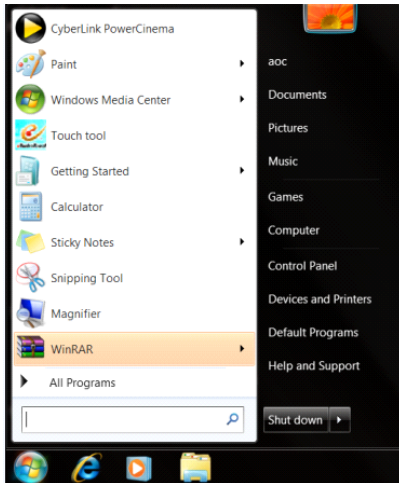 CyberLink PowerCinema
Paint
Windows Media Center
Touch tool
Getting Started
Calculator
Sticky Notes
Snipping Tool
Magnifier
WinRAR
All Programs
aoc
Documents
Pictures
Music
Games
Computer
Control Panel
Devices and Printers
Default Programs
Help and Support
Shut down